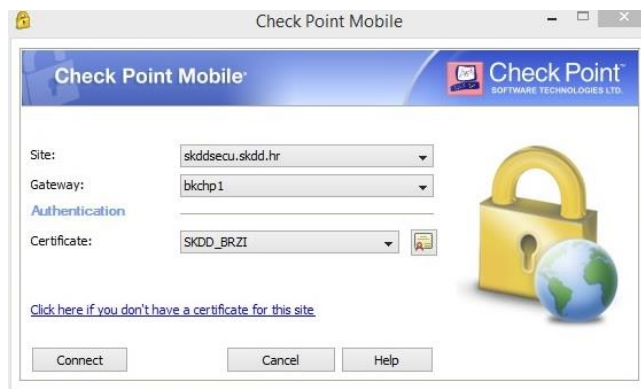 Check Point Mobile
Check Point Mobile
Check Point
SOFTWARE TECHNOLOGIES LTD.
Site: skddsecu.skdd.hr
Gateway: bkchp1
Authentication
Certificate: SKDD_BRZI
Click here if you don't have a certificate for this site
Connect Cancel Help